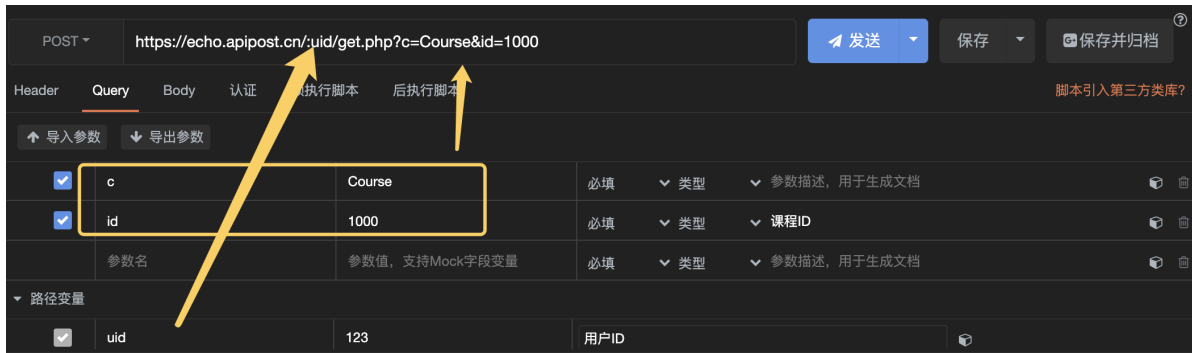 POST https://echo.apipost.cn/:uid/get.php?c=Course&id=1000 发送 保存 保存并归档
Header Query Body 认证 执行脚本 后执行脚本 脚本引入第三方类库?
导入参数 导出参数
c Course 必填 类型 参数描述，用于生成文档
id 1000 必填 类型 课程ID
参数名 参数值，支持Mock字段变量 必填 类型 参数描述，用于生成文档
路径变量
uid 123 用户ID